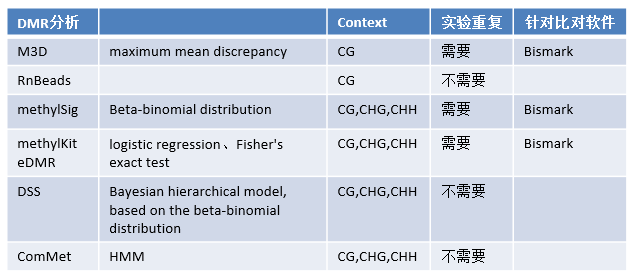 DMR分析 Context 实验重复 针对比对软件
M3D maximum mean discrepancy CG 需要 Bismark
RnBeads CG 不需要
methylSig Beta-binomial distribution CG,CHG,CHH 需要 Bismark
methylKit logistic regression、Fisher's CG,CHG,CHH 需要 Bismark
eDMR exact test
DSS Bayesian hierarchical model, CG,CHG,CHH 不需要
based on the beta-binomial
distribution
ComMet HMM CG,CHG,CHH 不需要